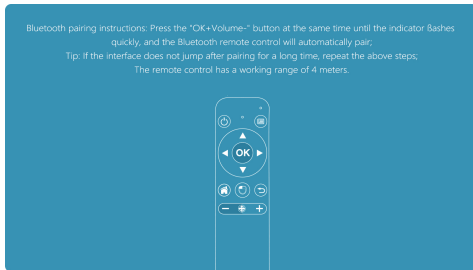 Bluetooth pairing instructions: Press the "OK+Volume-" button at the same time until the indicator ßashes
quickly, and the Bluetooth remote control will automatically pair;
Tip: If the interface does not jump after pairing for a long time, repeat the above steps;
The remote control has a working range of 4 meters.
OK